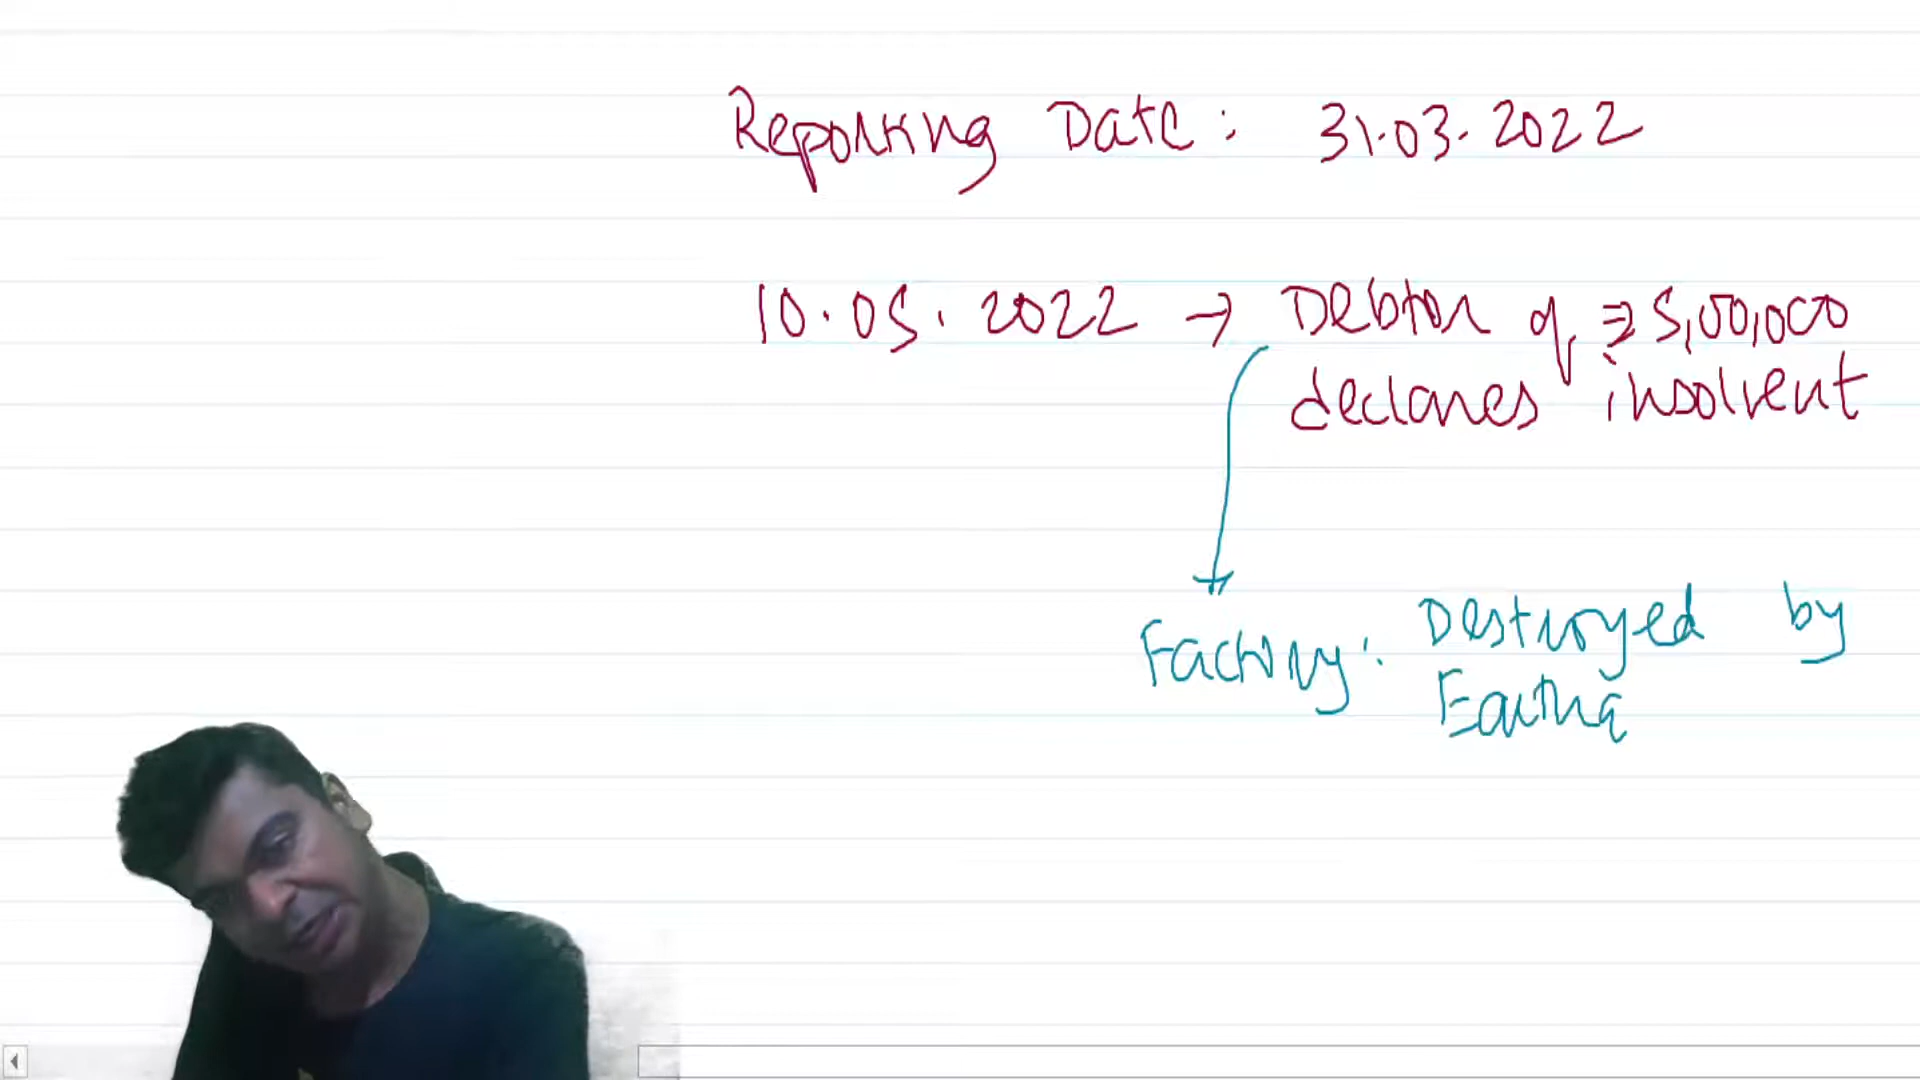 Reporting Date : 31.03.2022
10.05.2022 → Debtor of ₹ 5,00,000
declares insolvent
Factory : Destroyed by
Earthq